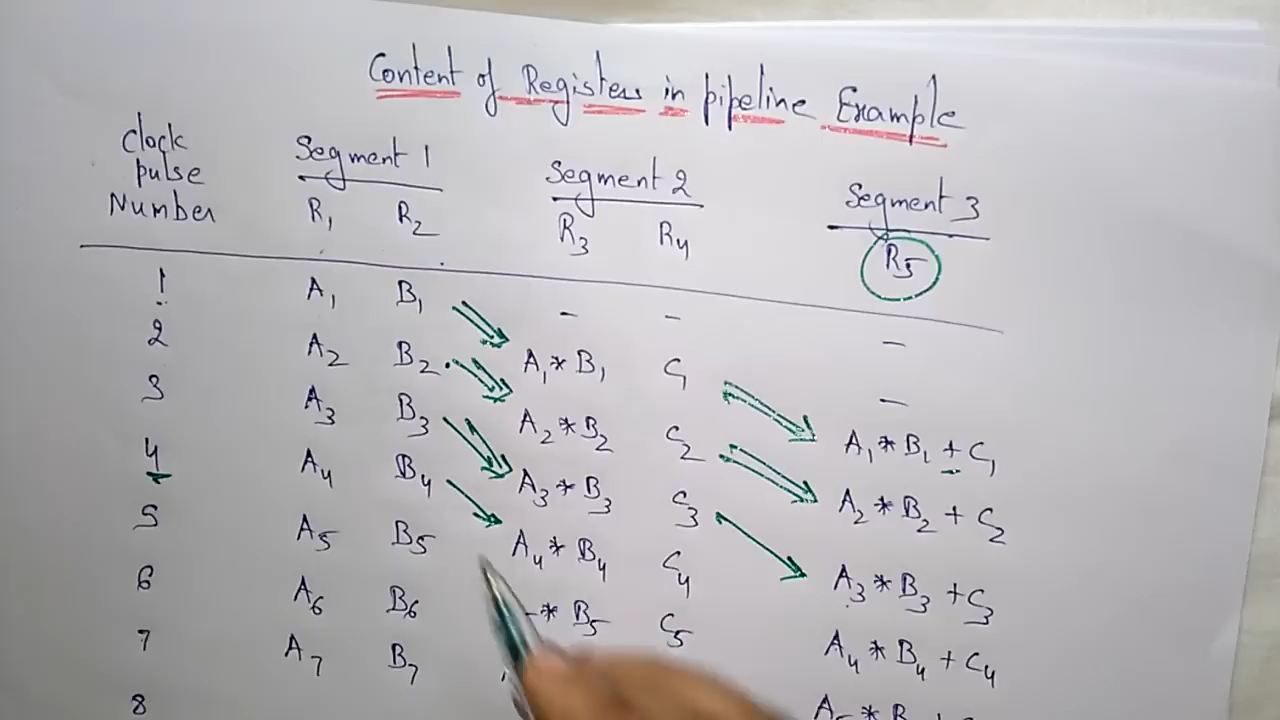 Content of Registers in pipeline Example
Clock pulse Number
Segment 1
Segment 2
Segment 3
R1 R2 R3 R4 R5
1 A1 B1 - - -
2 A2 B2 A1 * B1 C1 -
3 A3 B3 A2 * B2 C2 A1 * B1 + C1
4 A4 B4 A3 * B3 C3 A2 * B2 + C2
5 A5 B5 A4 * B4 C4 A3 * B3 + C3
6 A6 B6 * B5 C5 A4 * B4 + C4
7 A7 B7
8